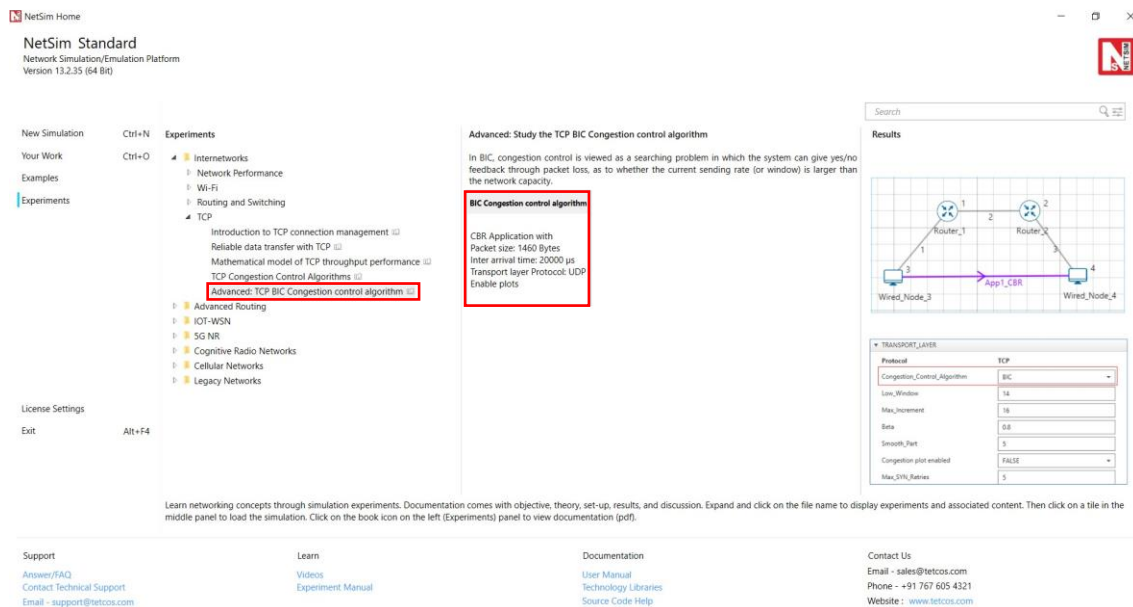 NetSim Home
NetSim Standard
Network Simulation/Emulation Platform
Version 13.2.35 (64 Bit)
NETSIM
Search
New Simulation Ctrl+N
Your Work Ctrl+O
Examples
Experiments
License Settings
Exit Alt+F4
Experiments
Internetworks
Network Performance
Wi-Fi
Routing and Switching
TCP
Introduction to TCP connection management
Reliable data transfer with TCP
Mathematical model of TCP throughput performance
TCP Congestion Control Algorithms
Advanced: TCP BIC Congestion control algorithm
Advanced Routing
IOT-WSN
5G NR
Cognitive Radio Networks
Cellular Networks
Legacy Networks
Advanced: Study the TCP BIC Congestion control algorithm
In BIC, congestion control is viewed as a searching problem in which the system can give yes/no
feedback through packet loss, as to whether the current sending rate (or window) is larger than
the network capacity.
BIC Congestion control algorithm
CBR Application with
Packet size: 1460 Bytes
Inter arrival time: 20000 µs
Transport layer Protocol: UDP
Enable plots
Results
1 2 2
Router_1 Router_2
1 3
3 4
App1_CBR
Wired_Node_3 Wired_Node_4
TRANSPORT_LAYER
Protocol TCP
Congestion_Control_Algorithm BIC
Low_Window 14
Max_Increment 16
Beta 0.8
Smooth_Part 5
Congestion plot enabled FALSE
Max_SYN_Retries 5
Learn networking concepts through simulation experiments. Documentation comes with objective, theory, set-up, results, and discussion. Expand and click on the file name to display experiments and associated content. Then click on a tile in the
middle panel to load the simulation. Click on the book icon on the left (Experiments) panel to view documentation (pdf).
Support
Answer/FAQ
Contact Technical Support
Email - support@tetcos.com
Learn
Videos
Experiment Manual
Documentation
User Manual
Technology Libraries
Source Code Help
Contact Us
Email - sales@tetcos.com
Phone - +91 767 605 4321
Website : www.tetcos.com